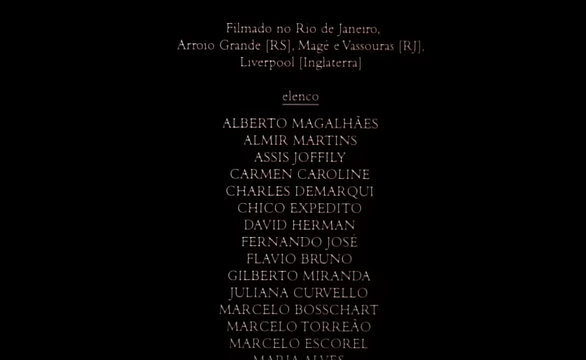 Filmado no Rio de Janeiro,
Arroio Grande [RS], Magé e Vassouras [RJ],
Liverpool [Inglaterra]
elenco
ALBERTO MAGALHÃES
ALMIR MARTINS
ASSIS JOFFILY
CARMEN CAROLINE
CHARLES DEMARQUI
CHICO EXPEDITO
DAVID HERMAN
FERNANDO JOSÉ
FLAVIO BRUNO
GILBERTO MIRANDA
JULIANA CURVELLO
MARCELO BOSSCHART
MARCELO TORREÃO
MARCELO ESCOREL
MARIA ALVES